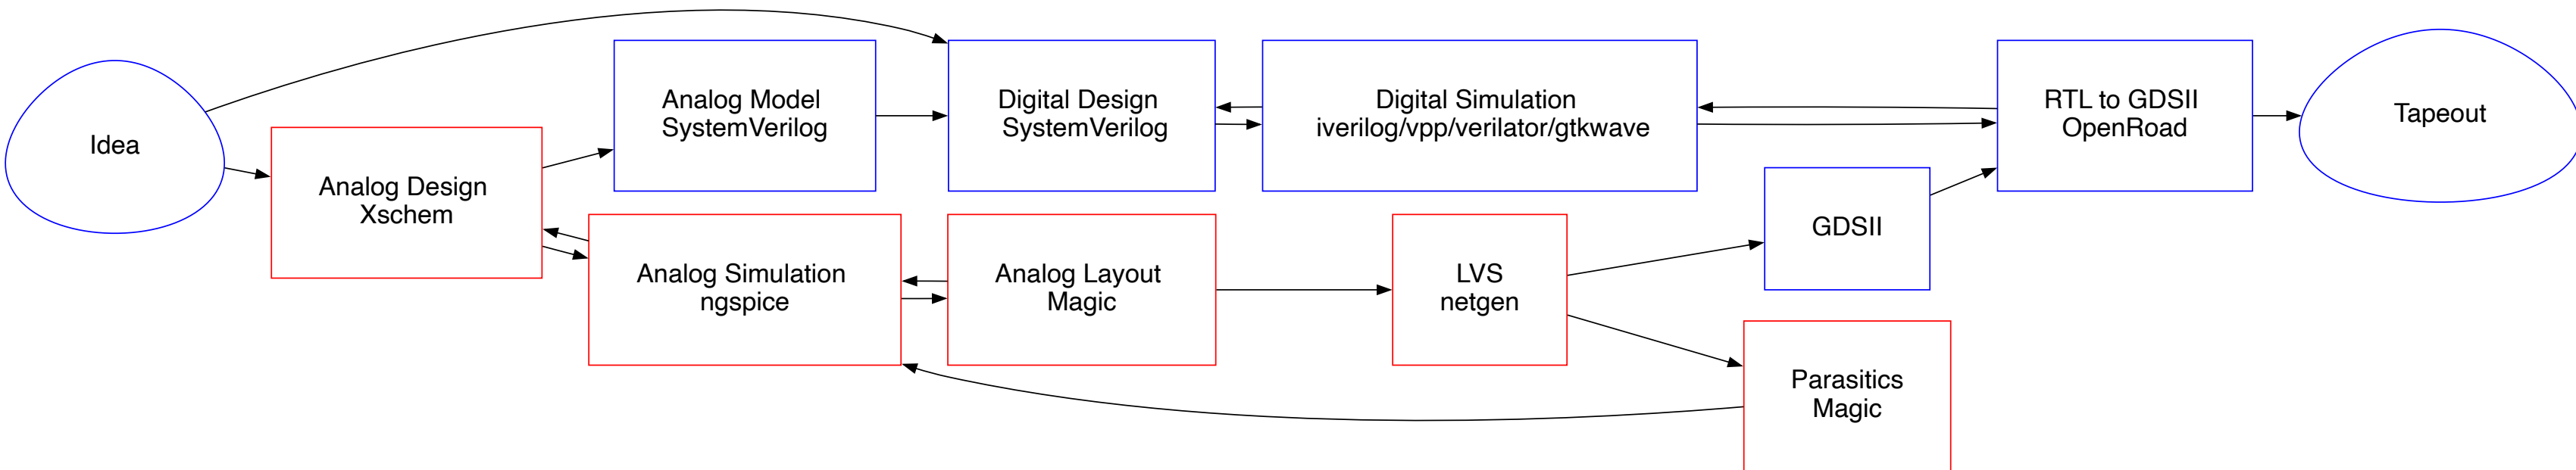 Idea
Analog Design
Xschem
Analog Model
SystemVerilog
Digital Design
SystemVerilog
Digital Simulation
iverilog/vpp/verilator/gtkwave
RTL to GDSII
OpenRoad
Tapeout
Analog Simulation
ngspice
Analog Layout
Magic
LVS
netgen
GDSII
Parasitics
Magic